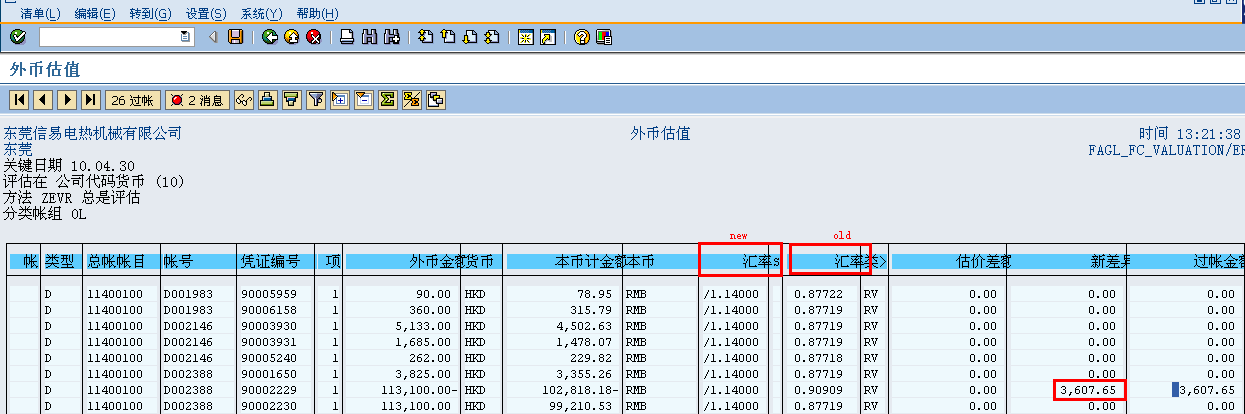 清单(L) 编辑(E) 转到(G) 设置(S) 系统(Y) 帮助(H)
外币估值
26 过帐 2 消息
东莞信易电热机械有限公司 外币估值 时间 13:21:38
东莞 FAGL_FC_VALUATION/ER
关键日期 10.04.30
评估在 公司代码货币 (10)
方法 ZEVR 总是评估
分类帐组 0L
new old
帐 类型 总帐帐目 帐号 凭证编号 项 外币金额 货币 本币计金额 本币 汇率 s 汇率类> 估价差额 新差异 过帐金额
D 11400100 D001983 90005959 1 90.00 HKD 78.95 RMB /1.14000 0.87722 RV 0.00 0.00 0.00
D 11400100 D001983 90006158 1 360.00 HKD 315.79 RMB /1.14000 0.87719 RV 0.00 0.00 0.00
D 11400100 D002146 90003930 1 5,133.00 HKD 4,502.63 RMB /1.14000 0.87719 RV 0.00 0.00 0.00
D 11400100 D002146 90003931 1 1,685.00 HKD 1,478.07 RMB /1.14000 0.87719 RV 0.00 0.00 0.00
D 11400100 D002146 90005240 1 262.00 HKD 229.82 RMB /1.14000 0.87718 RV 0.00 0.00 0.00
D 11400100 D002388 90001650 1 3,825.00 HKD 3,355.26 RMB /1.14000 0.87719 RV 0.00 0.00 0.00
D 11400100 D002388 90002229 1 113,100.00- HKD 102,818.18- RMB /1.14000 0.90909 RV 0.00 3,607.65 3,607.65
D 11400100 D002388 90002230 1 113,100.00 HKD 99,210.53 RMB /1.14000 0.87719 RV 0.00 0.00 0.00